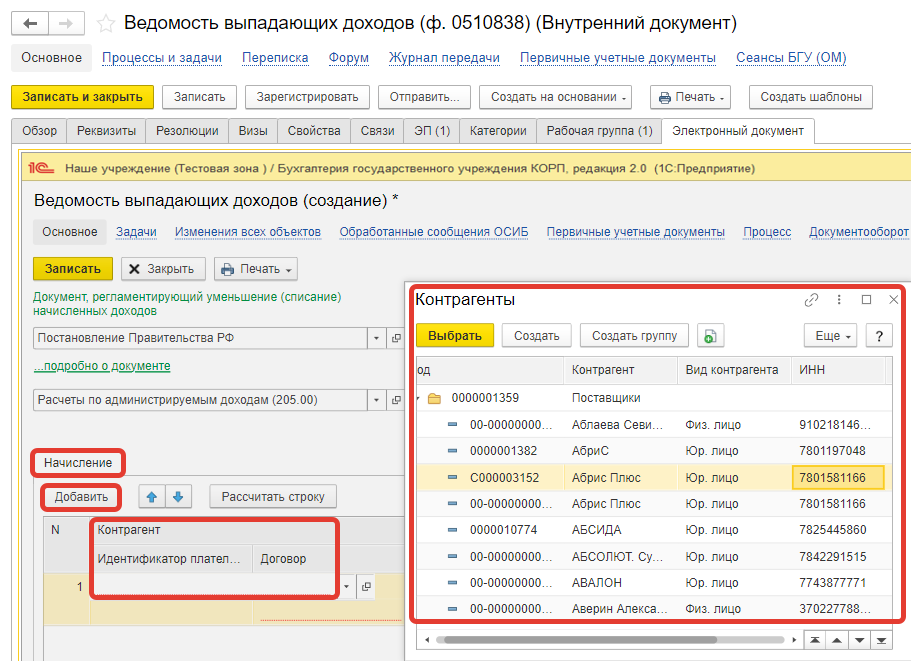 Ведомость выпадающих доходов (ф. 0510838) (Внутренний документ)
Основное Процессы и задачи Переписка Форум Журнал передачи Первичные учетные документы Сеансы БГУ (ОМ)
Записать и закрыть Записать Зарегистрировать Отправить... Создать на основании Печать Создать шаблоны
Обзор Реквизиты Резолюции Визы Свойства Связи ЭП (1) Категории Рабочая группа (1) Электронный документ
1С Наше учреждение (Тестовая зона ) / Бухгалтерия государственного учреждения КОРП, редакция 2.0 (1С:Предприятие)
Ведомость выпадающих доходов (создание) *
Основное Задачи Изменения всех объектов Обработанные сообщения ОСИБ Первичные учетные документы Процесс Документооборот
Записать Закрыть Печать
Документ, регламентирующий уменьшение (списание)
начисленных доходов
Постановление Правительства РФ
...подробно о документе
Расчеты по администрируемым доходам (205.00)
Начисление
Добавить Рассчитать строку
N Контрагент
Идентификатор плател... Договор
1
Контрагенты
Выбрать Создать Создать группу Еще ?
од Контрагент Вид контрагента ИНН
0000001359 Поставщики
00-00000000... Аблаева Севи... Физ. лицо 910218146...
0000001382 АбриС Юр. лицо 7801197048
С000003152 Абрис Плюс Юр. лицо 7801581166
00-00000000... Абрис Плюс Юр. лицо 7801581166
0000010774 АБСИДА Юр. лицо 7825445860
00-00000000... АБСОЛЮТ. Су... Юр. лицо 7842291515
00-00000000... АВАЛОН Юр. лицо 7743877771
00-00000000... Аверин Алекса... Физ. лицо 370227788...